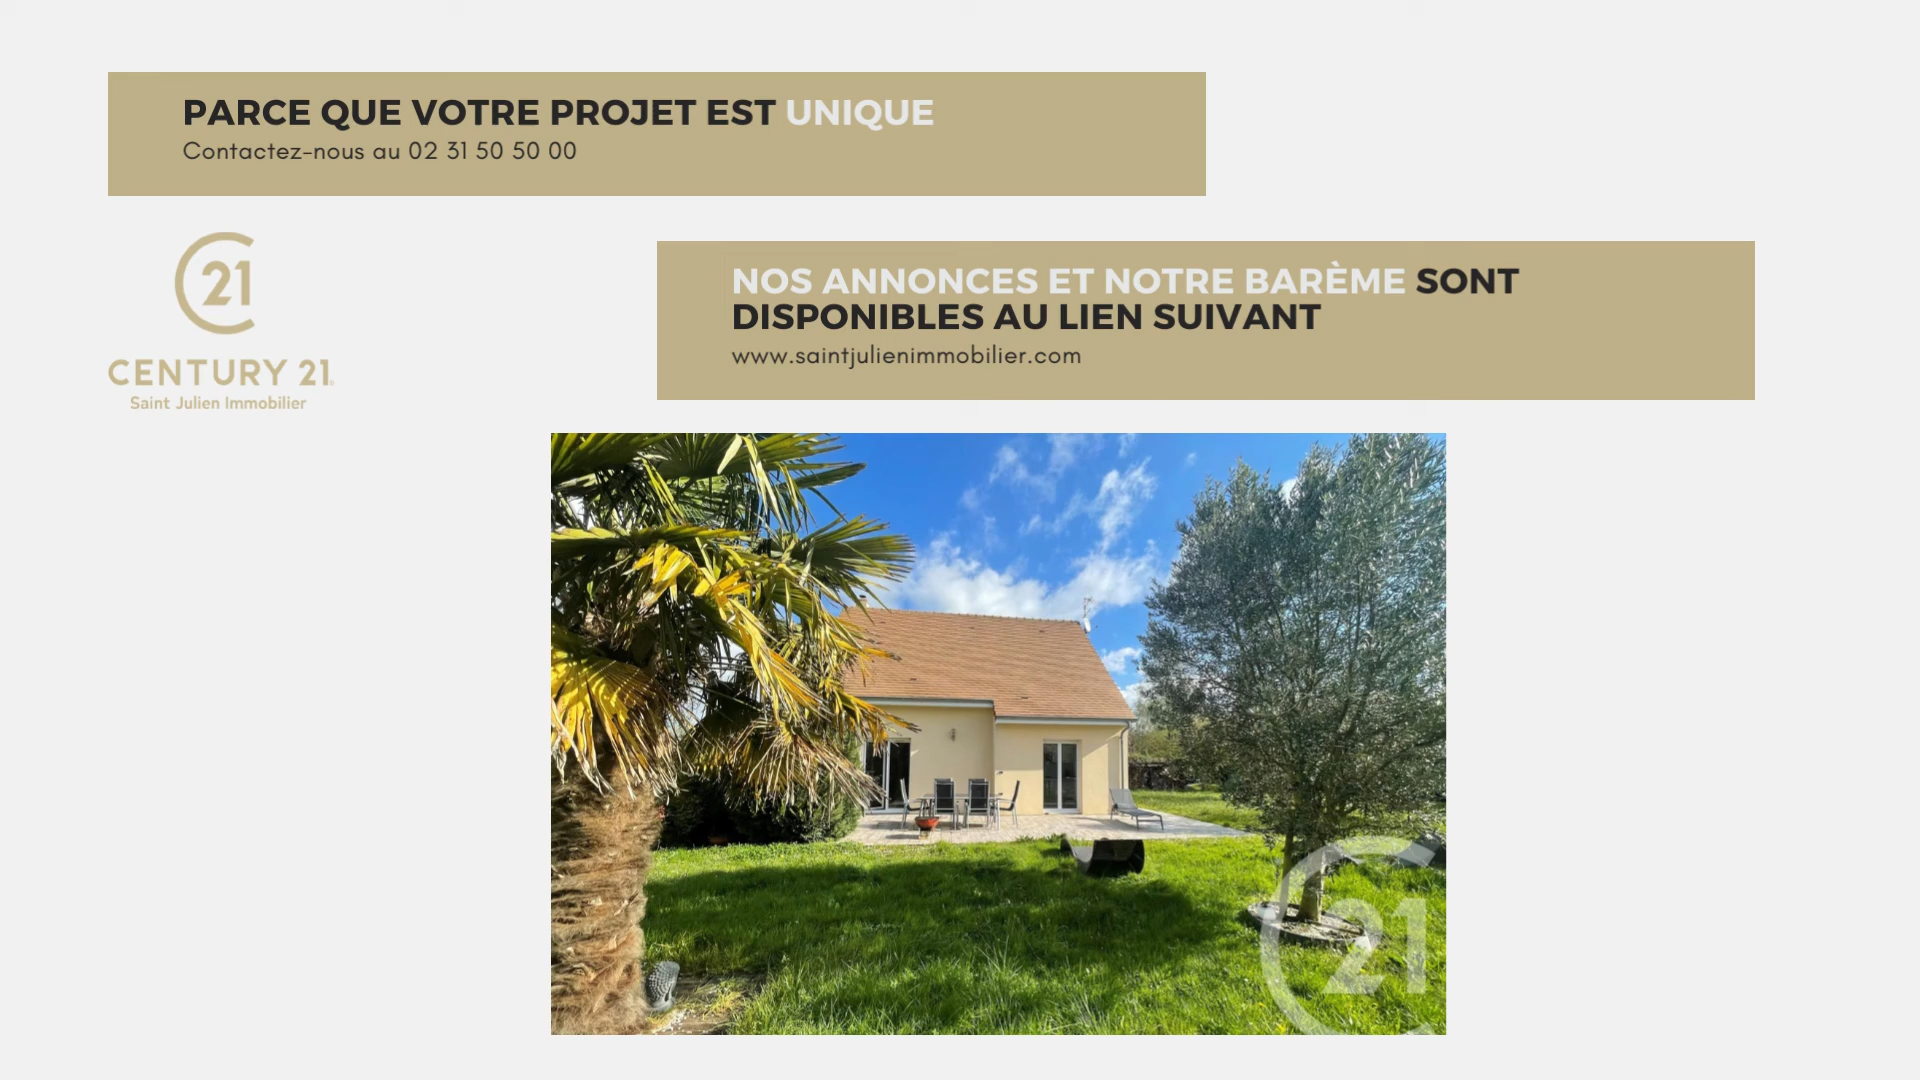 PARCE QUE VOTRE PROJET EST UNIQUE
Contactez-nous au 02 31 50 50 00
21
CENTURY 21
Saint Julien Immobilier
NOS ANNONCES ET NOTRE BARÈME SONT
DISPONIBLES AU LIEN SUIVANT
www.saintjulienimmobilier.com
21